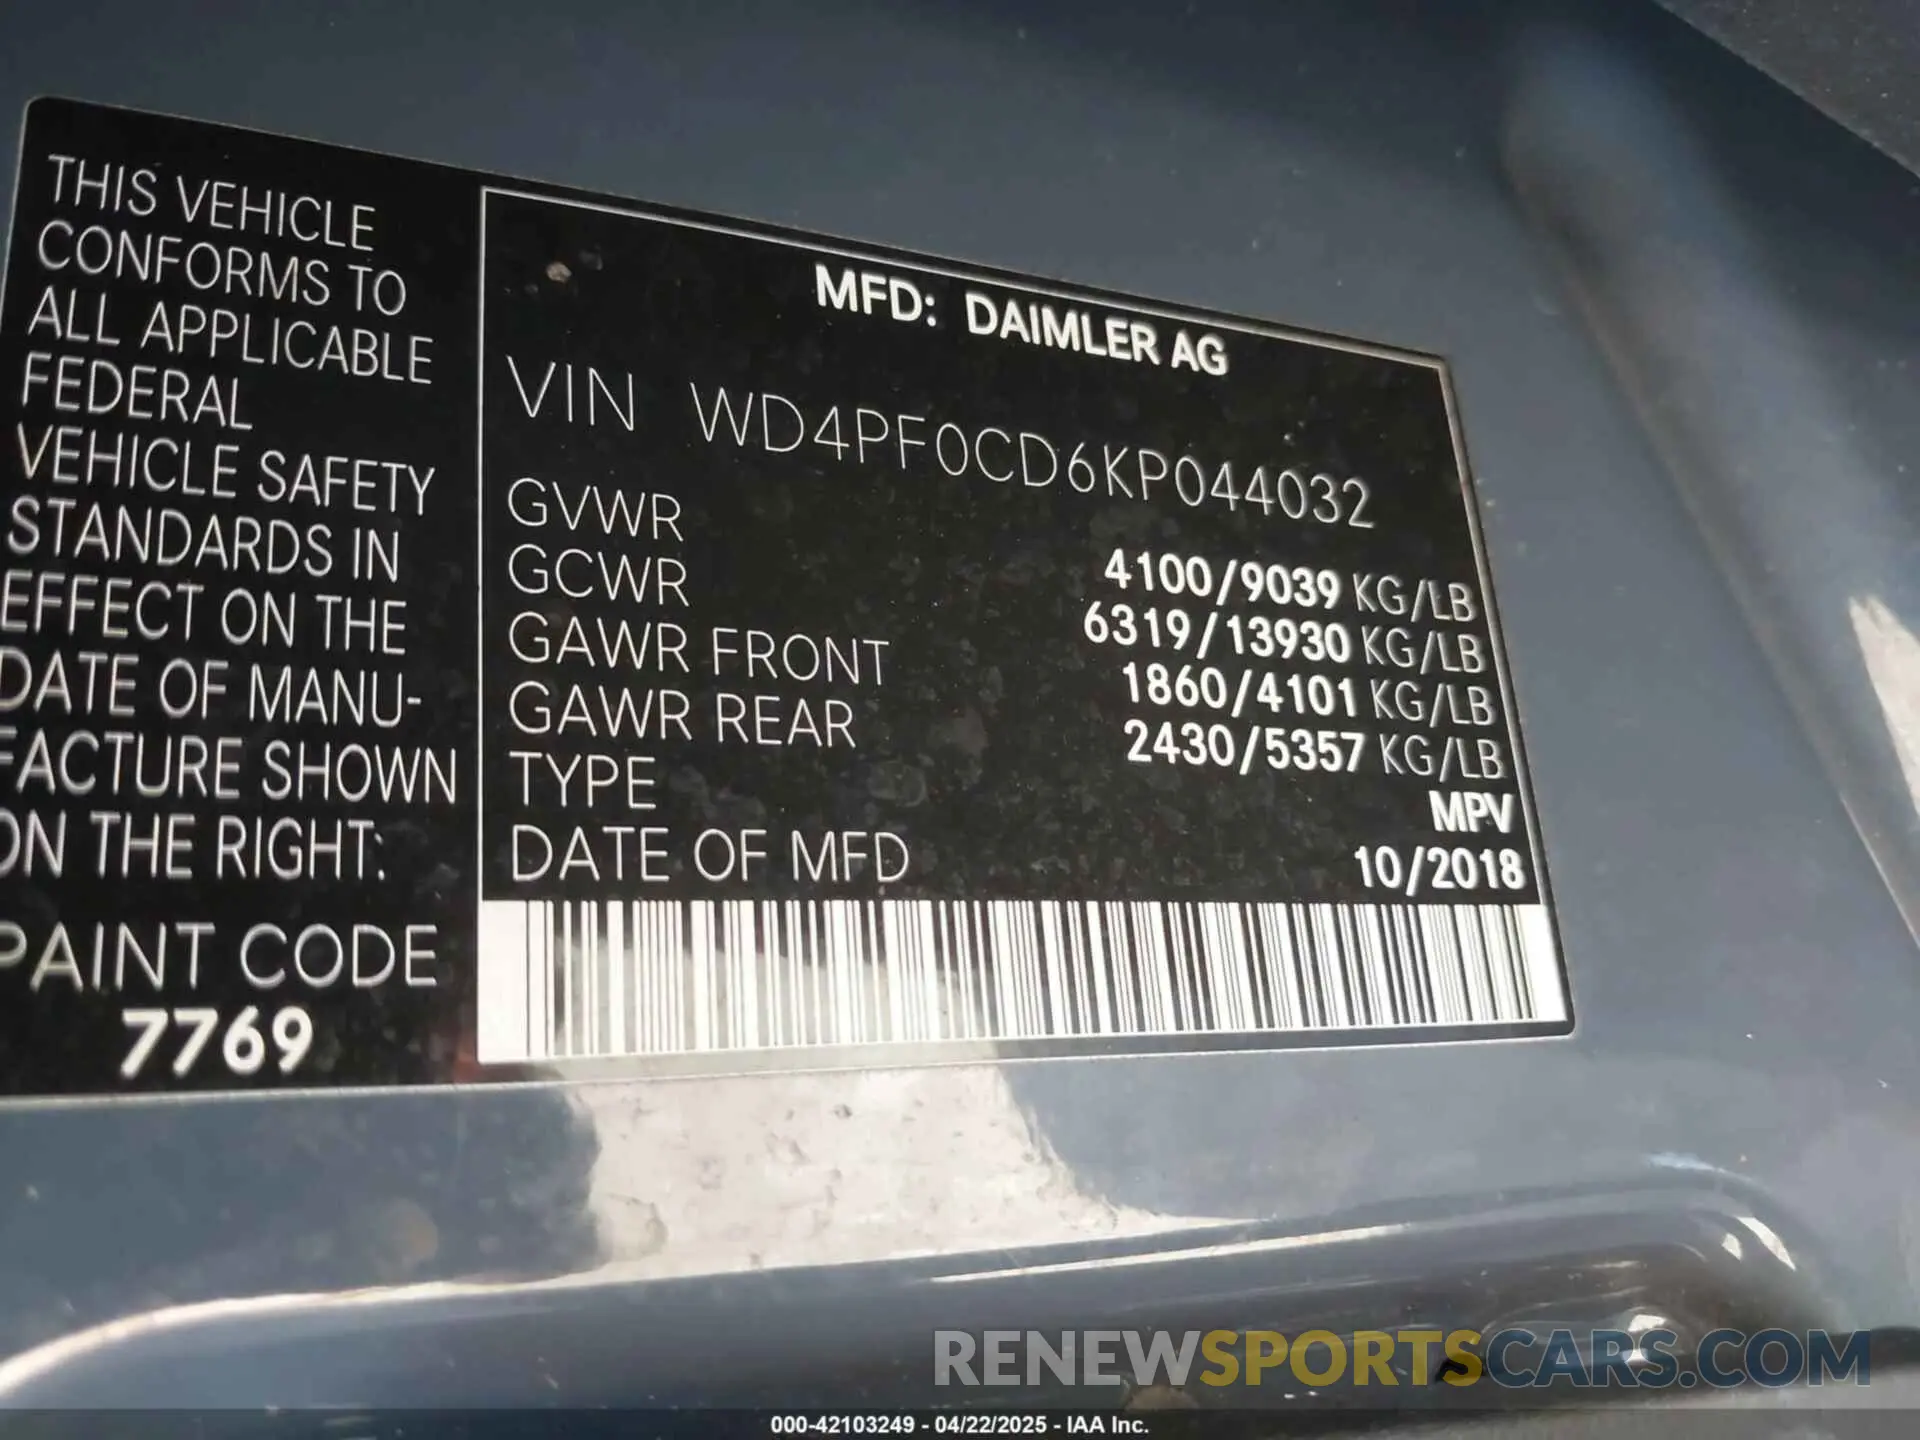 THIS VEHICLE
CONFORMS TO
ALL APPLICABLE
FEDERAL
VEHICLE SAFETY
STANDARDS IN
EFFECT ON THE
DATE OF MANU-
FACTURE SHOWN
ON THE RIGHT:
PAINT CODE
7769
MFD: DAIMLER AG
VIN WD4PF0CD6KP044032
GVWR 4100/9039 KG/LB
GCWR 6319/13930 KG/LB
GAWR FRONT 1860/4101 KG/LB
GAWR REAR 2430/5357 KG/LB
TYPE MPV
DATE OF MFD 10/2018
RENEWSPORTSCARS.COM
000-42103249 - 04/22/2025 - IAA Inc.